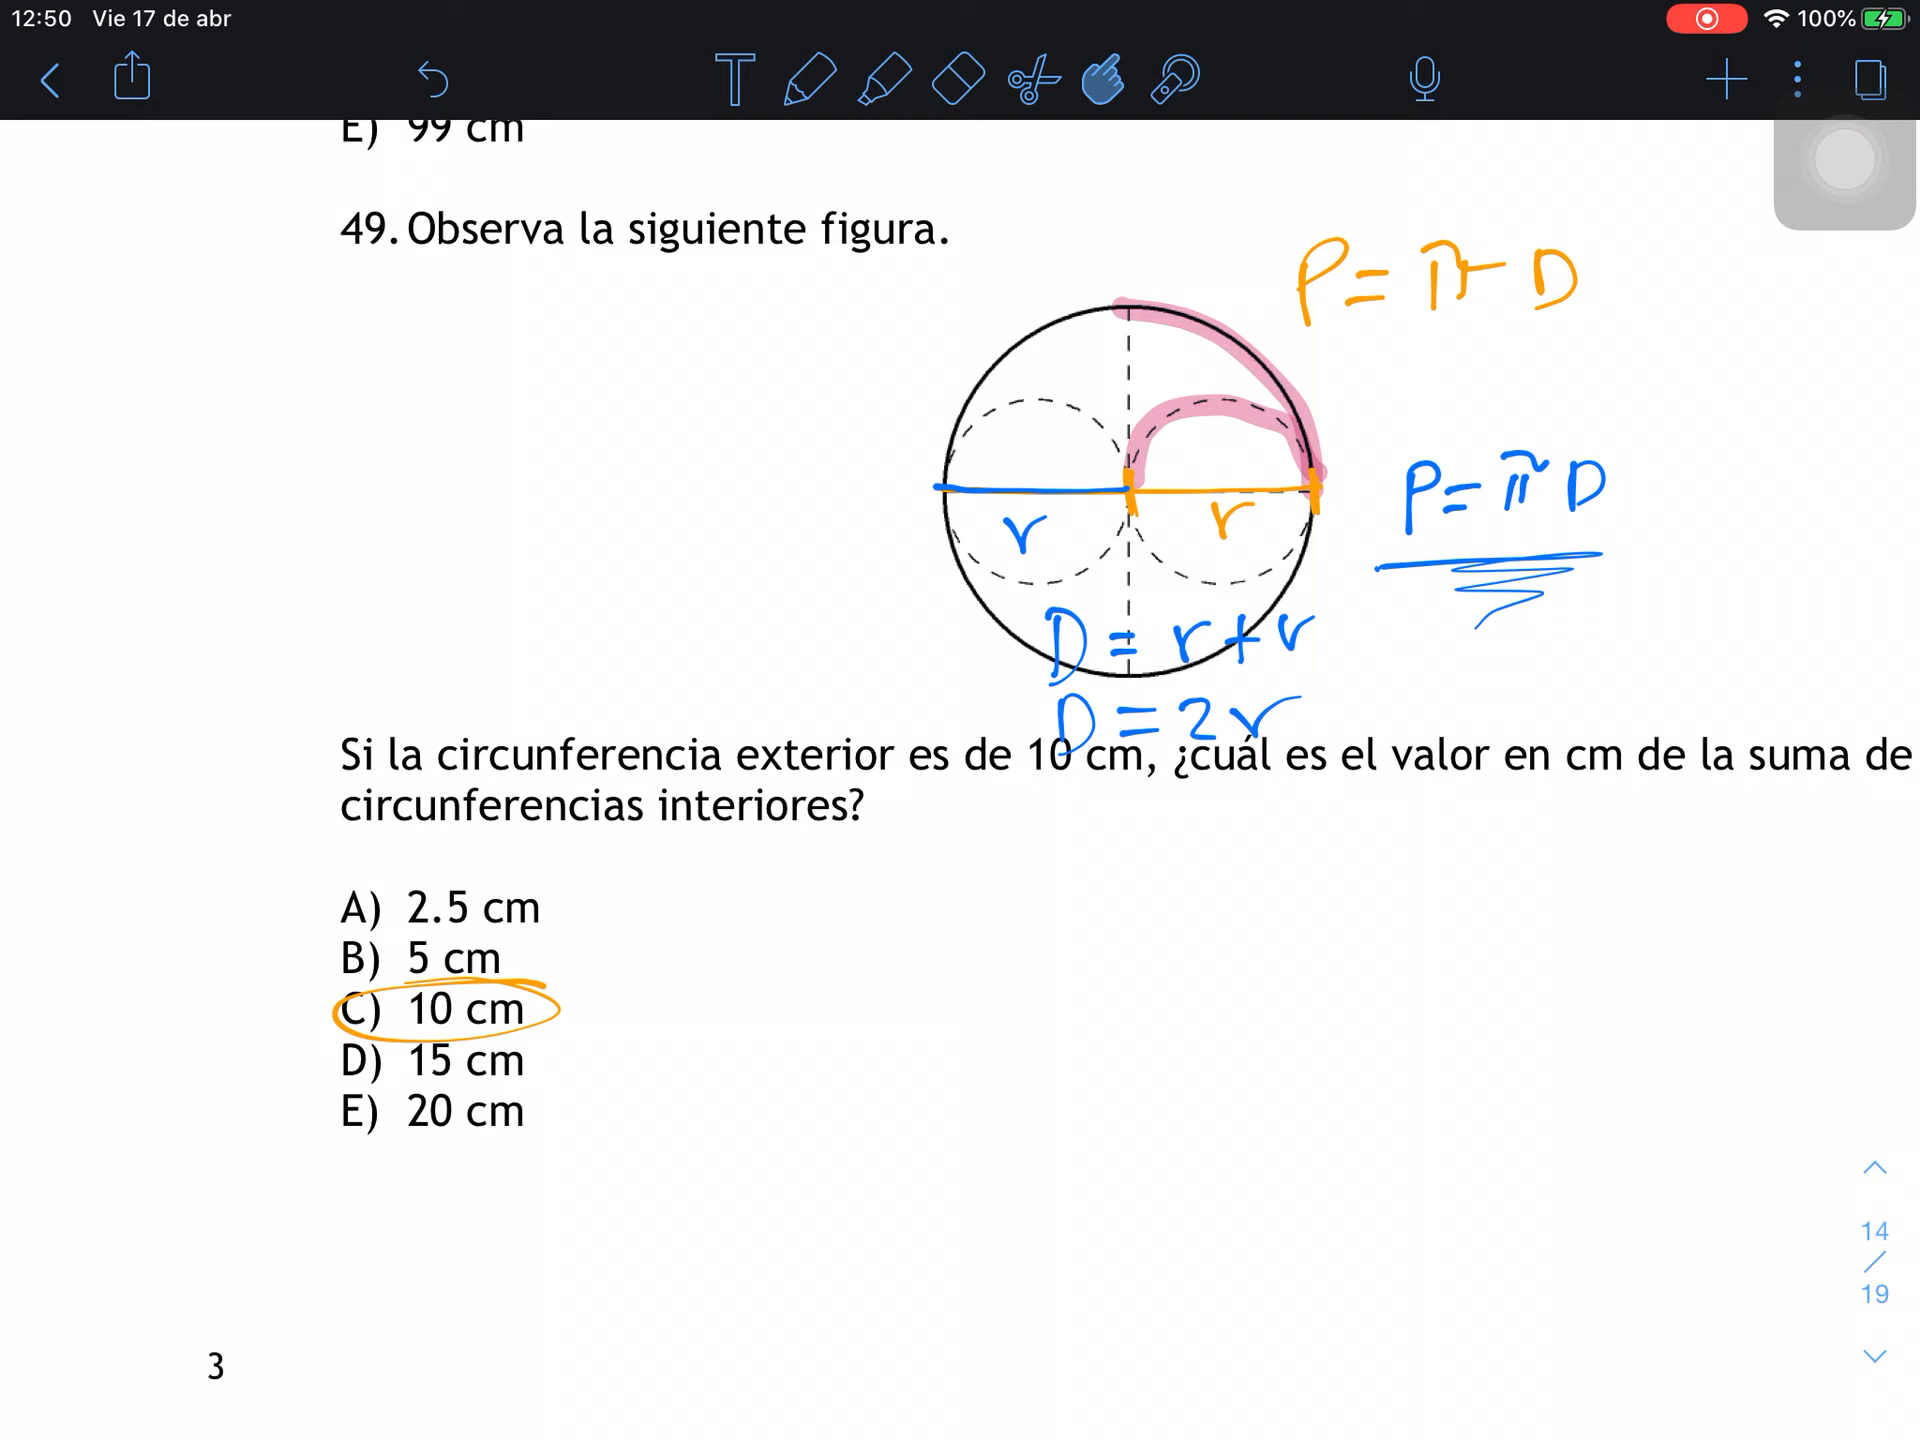 12:50 Vie 17 de abr 100%
E) 99 cm
49. Observa la siguiente figura.
P = π D
P = π D
r r
D = r + r
D = 2r
Si la circunferencia exterior es de 10 cm, ¿cuál es el valor en cm de la suma de
circunferencias interiores?
A) 2.5 cm
B) 5 cm
C) 10 cm
D) 15 cm
E) 20 cm
14
/
19
3